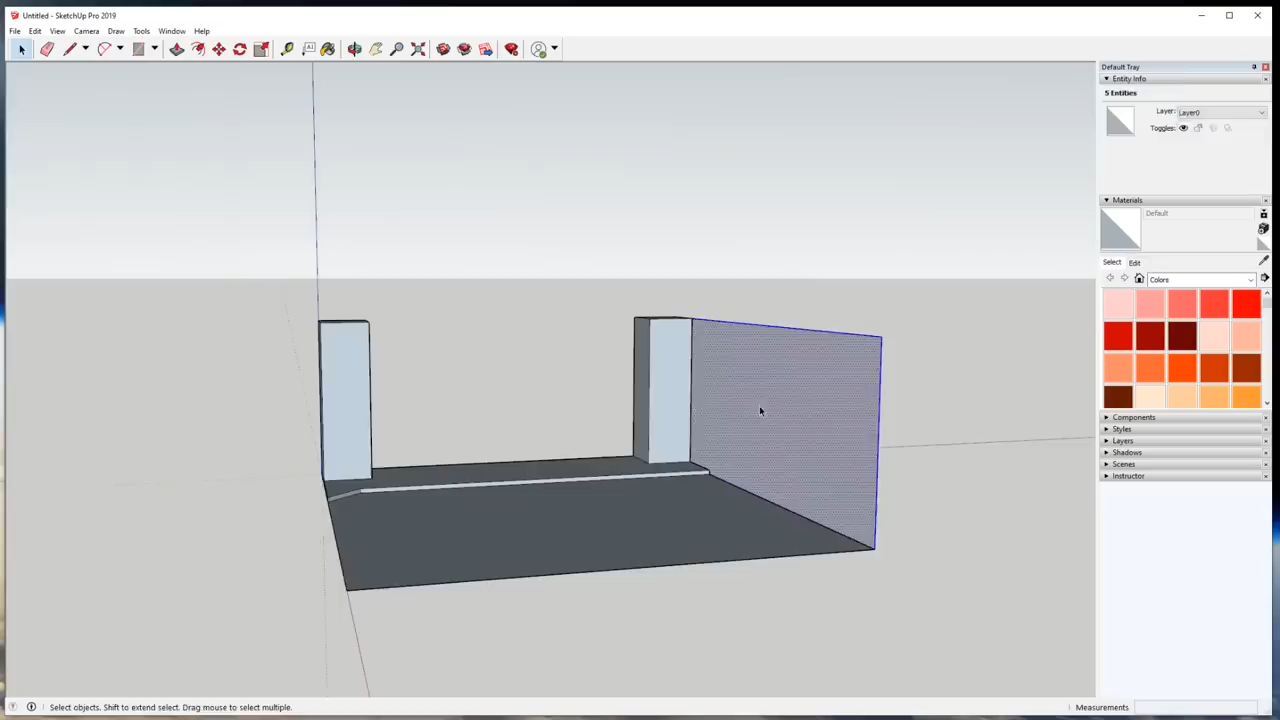 Untitled - SketchUp Pro 2019
File Edit View Camera Draw Tools Window Help
Default Tray
Entity Info
5 Entities
Layer: Layer0
Toggles:
Materials
Default
Select Edit
Colors
Components
Styles
Layers
Shadows
Scenes
Instructor
Select objects. Shift to extend select. Drag mouse to select multiple.
Measurements